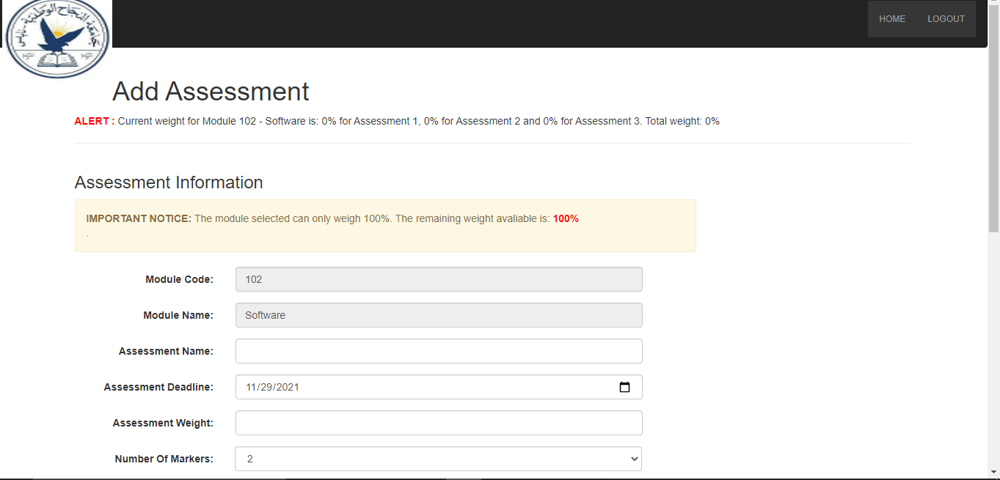 جامعة النجاح الوطنية - نابلس
HOME LOGOUT
Add Assessment
ALERT : Current weight for Module 102 - Software is: 0% for Assessment 1, 0% for Assessment 2 and 0% for Assessment 3. Total weight: 0%
Assessment Information
IMPORTANT NOTICE: The module selected can only weigh 100%. The remaining weight avaliable is: 100%
.
Module Code: 102
Module Name: Software
Assessment Name:
Assessment Deadline: 11/29/2021
Assessment Weight:
Number Of Markers: 2